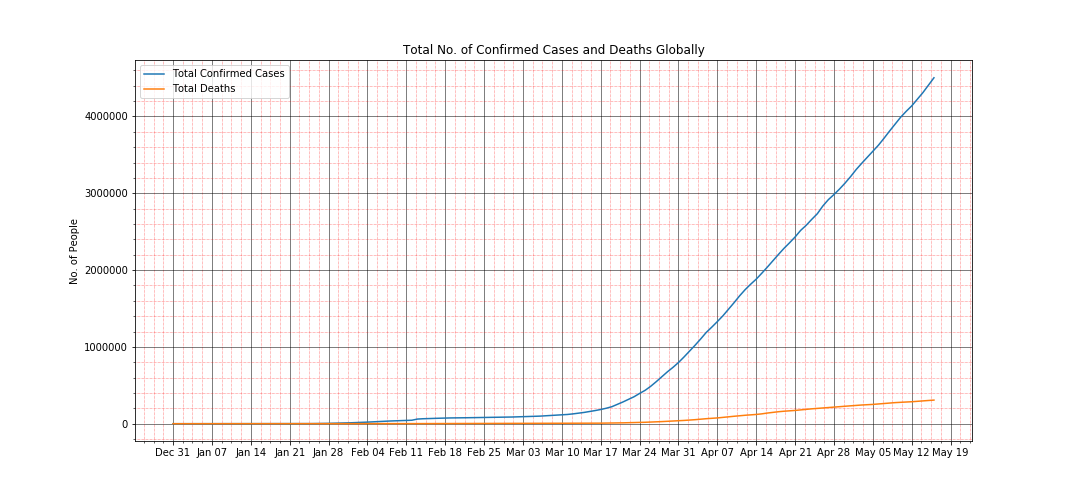 Total No. of Confirmed Cases and Deaths Globally
Total Confirmed Cases
Total Deaths
No. of People
4000000
3000000
2000000
1000000
0
Dec 31 Jan 07 Jan 14 Jan 21 Jan 28 Feb 04 Feb 11 Feb 18 Feb 25 Mar 03 Mar 10 Mar 17 Mar 24 Mar 31 Apr 07 Apr 14 Apr 21 Apr 28 May 05 May 12 May 19